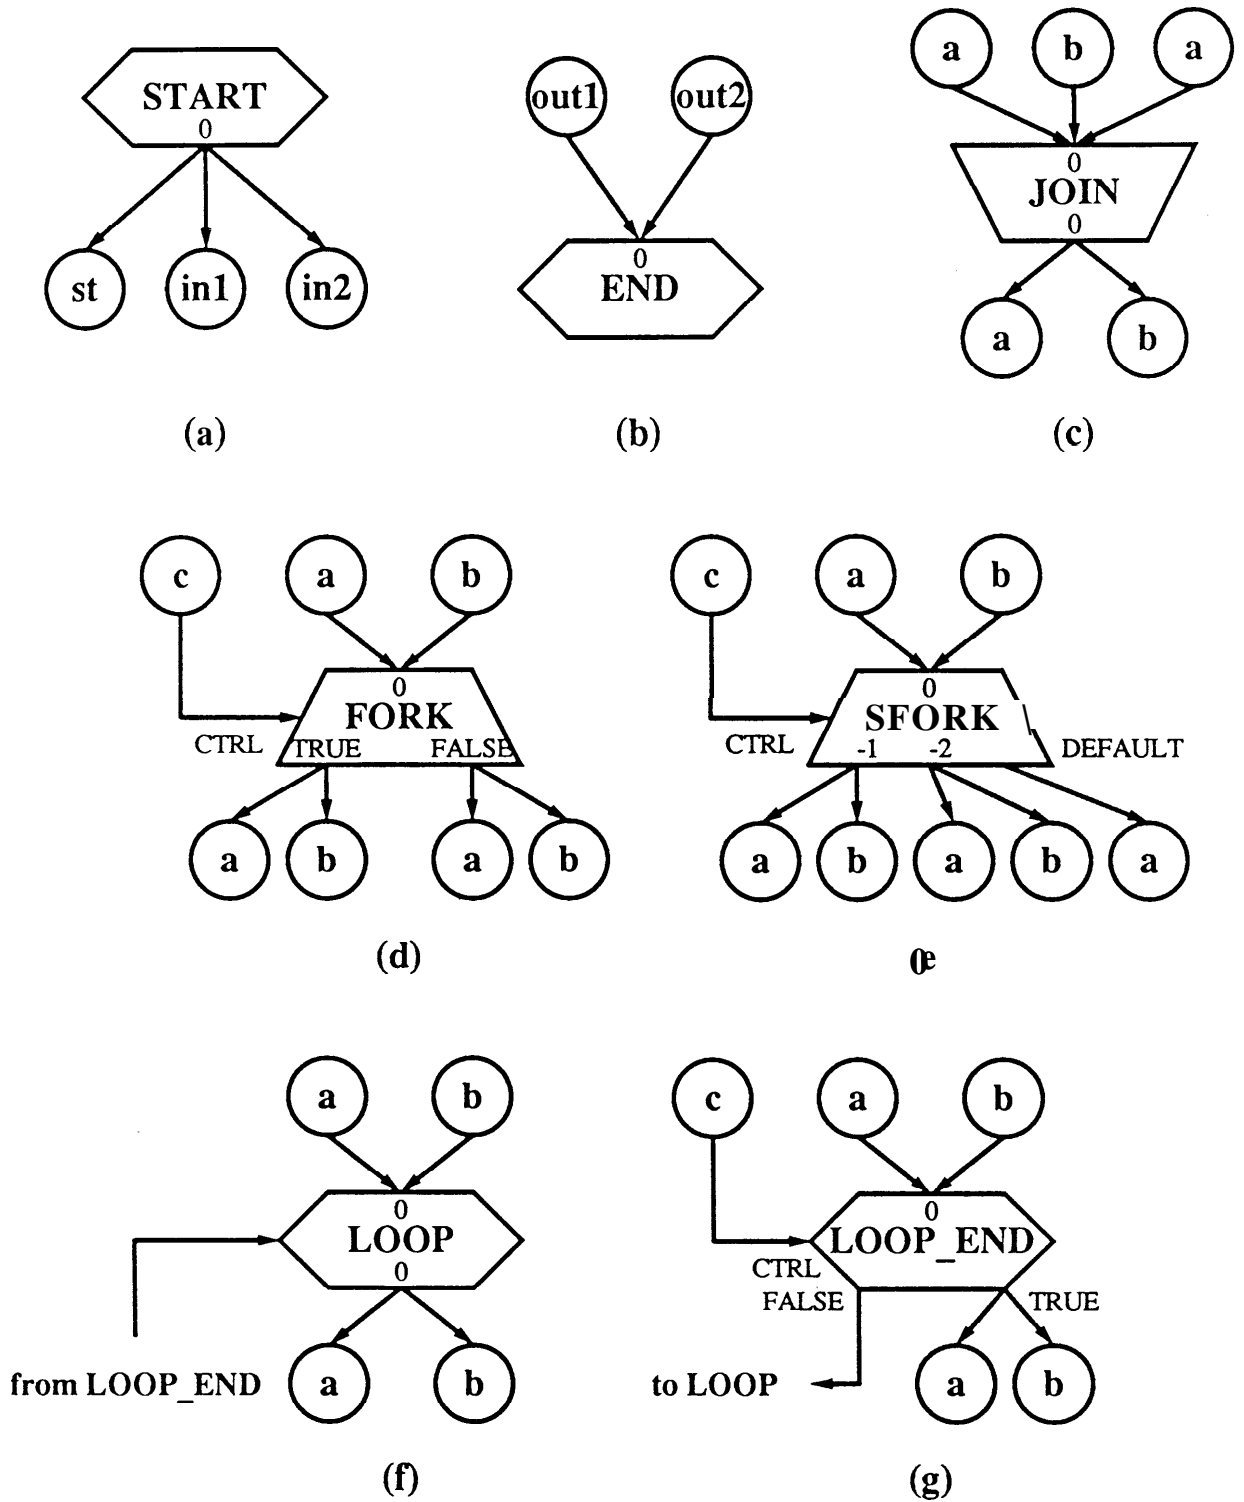 START
0
st in1 in2
(a)
out1 out2
0
END
(b)
a b a
0
JOIN
0
a b
(c)
c a b
0
FORK
CTRL TRUE FALSE
a b a b
(d)
c a b
0
SFORK
CTRL -1 -2 DEFAULT
a b a b a
(e
a b
0
LOOP
0
from LOOP_END a b
(f)
c a b
0
LOOP_END
CTRL
FALSE TRUE
to LOOP a b
(g)